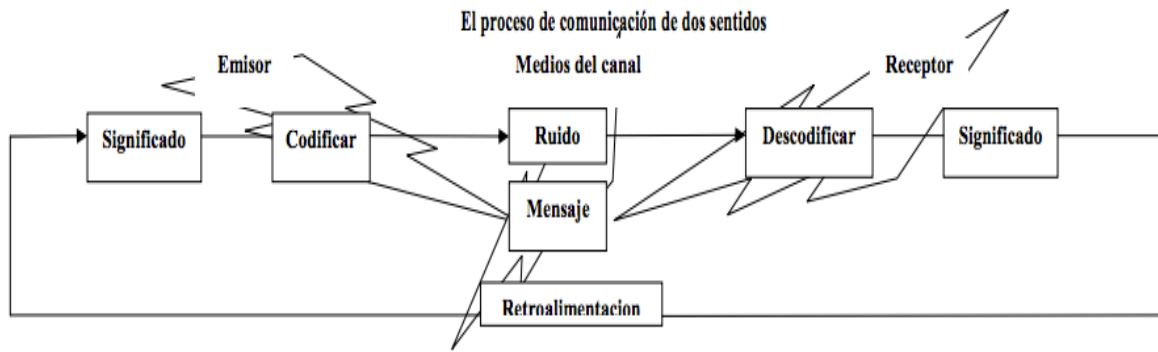 El proceso de comunicación de dos sentidos
Emisor
Medios del canal
Receptor
Significado
Codificar
Ruido
Descodificar
Significado
Mensaje
Retroalimentacion